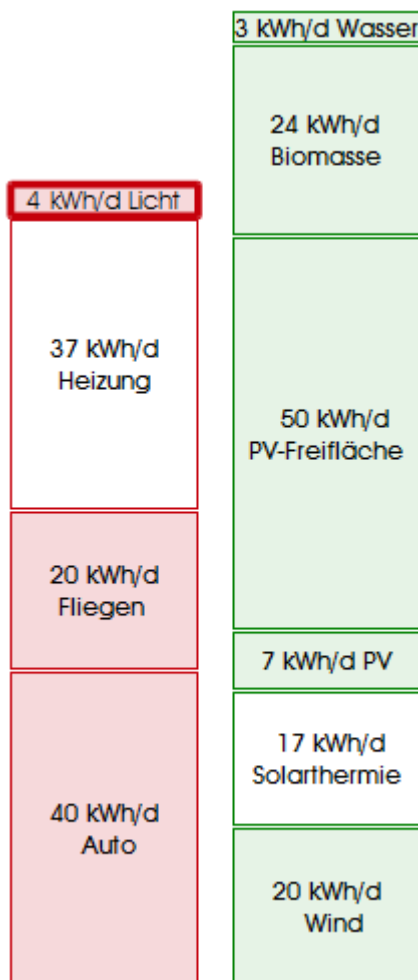 4 kWh/d Licht
37 kWh/d
Heizung
20 kWh/d
Fliegen
40 kWh/d
Auto
3 kWh/d Wasser
24 kWh/d
Biomasse
50 kWh/d
PV-Freifläche
7 kWh/d PV
17 kWh/d
Solarthermie
20 kWh/d
Wind